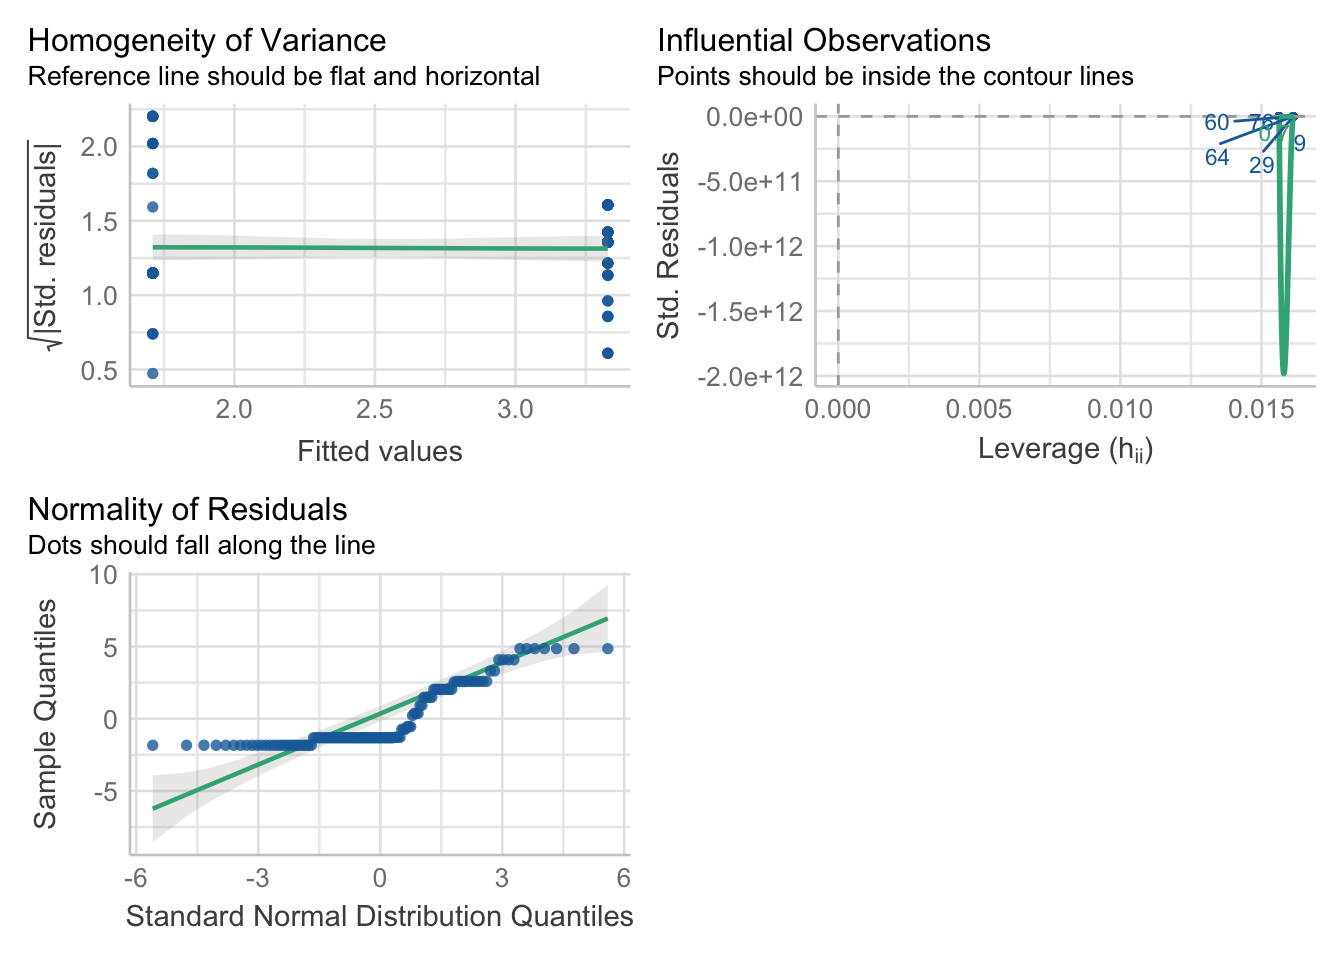 Homogeneity of Variance
Reference line should be flat and horizontal
√|Std. residuals|
2.0
1.5
1.0
0.5
2.0 2.5 3.0
Fitted values
Influential Observations
Points should be inside the contour lines
Std. Residuals
0.0e+00
-5.0e+11
-1.0e+12
-1.5e+12
-2.0e+12
60 76
64 29 9
0.000 0.005 0.010 0.015
Leverage (hii)
Normality of Residuals
Dots should fall along the line
Sample Quantiles
10
5
0
-5
-6 -3 0 3 6
Standard Normal Distribution Quantiles